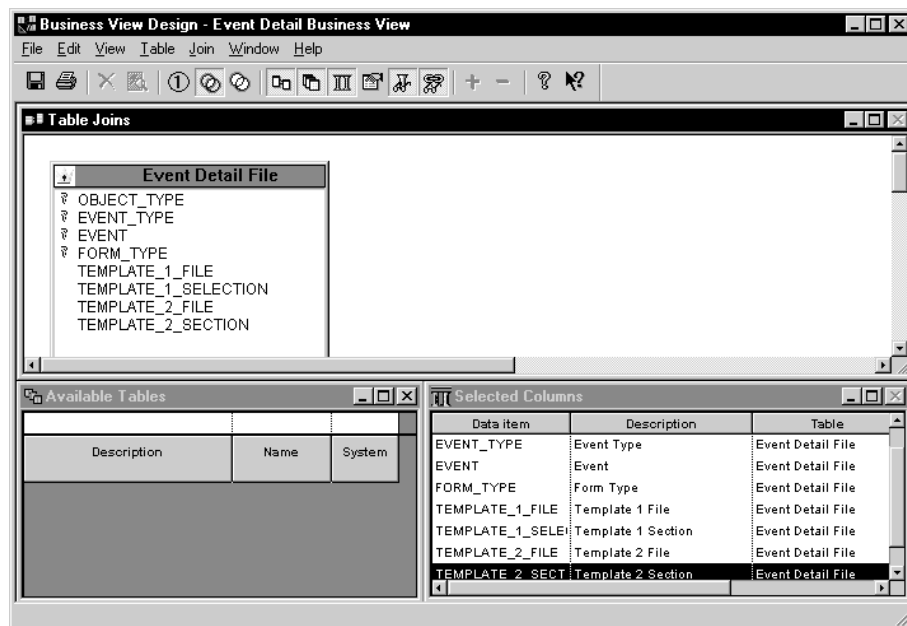 Business View Design - Event Detail Business View
File Edit View Table Join Window Help
Table Joins
Event Detail File
OBJECT_TYPE
EVENT_TYPE
EVENT
FORM_TYPE
TEMPLATE_1_FILE
TEMPLATE_1_SELECTION
TEMPLATE_2_FILE
TEMPLATE_2_SECTION
Available Tables
Description Name System
Selected Columns
Data item Description Table
EVENT_TYPE Event Type Event Detail File
EVENT Event Event Detail File
FORM_TYPE Form Type Event Detail File
TEMPLATE_1_FILE Template 1 File Event Detail File
TEMPLATE_1_SELE Template 1 Section Event Detail File
TEMPLATE_2_FILE Template 2 File Event Detail File
TEMPLATE_2_SECT Template 2 Section Event Detail File